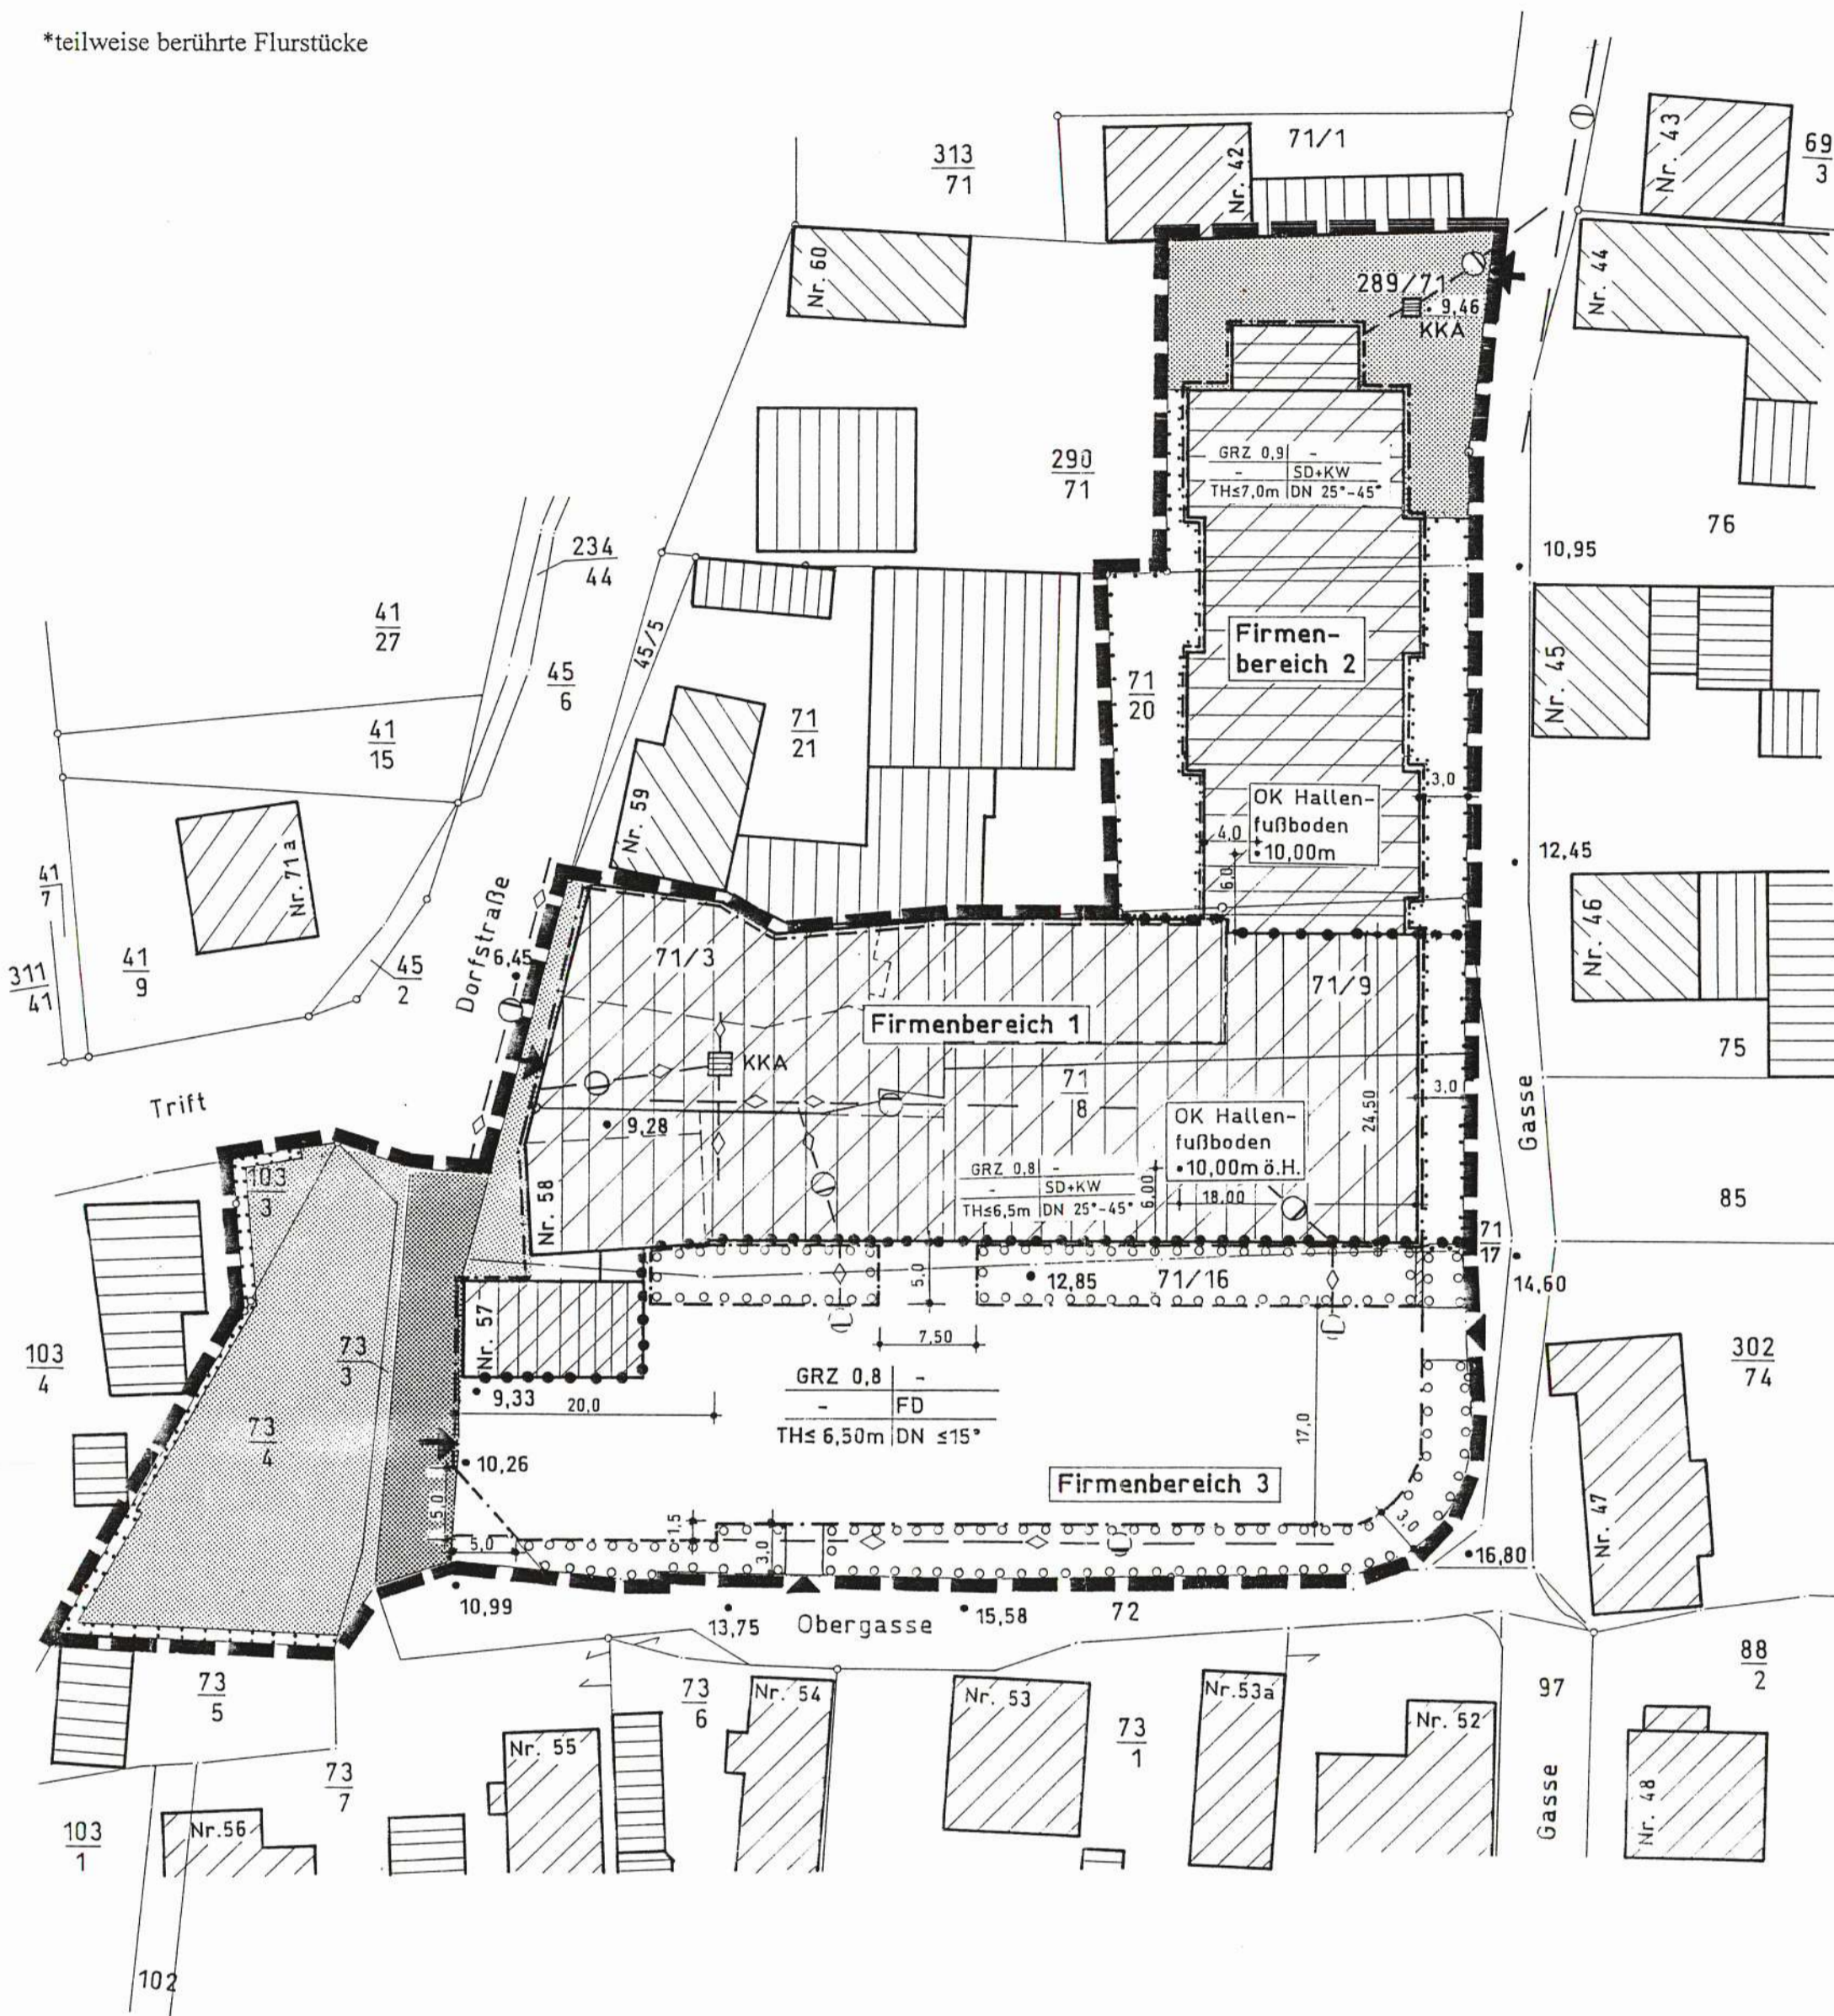 *teilweise berührte Flurstücke
313
71
Nr. 42
71/1
Nr. 43
69
3
Nr. 60
289/71
9,46
KKA
Nr. 44
290
71
GRZ 0,9 -
- SD+KW
TH≤7,0m DN 25°-45°
76
10,95
234
44
41
27
45/5
45
6
Firmen-
bereich 2
71
20
Nr. 45
41
15
71
21
3,0
OK Hallen-
fußboden
10,00m
4,0
6,0
Nr. 59
12,45
Nr. 71a
41
7
Dorfstraße
Nr. 46
311
41
41
9
45
2
6,45
71/3
71/9
Firmenbereich 1
75
KKA
Trift
71
8
3,0
Gasse
9,28
24,50
OK Hallen-
fußboden
10,00m ö.H.
GRZ 0,8 -
- SD+KW
TH≤6,5m DN 25°-45°
6,00
18,00
85
103
3
Nr. 58
71
17
5,0
12,85
71/16
14,60
Nr. 57
7,50
103
4
73
3
302
74
9,33
20,0
GRZ 0,8 -
- FD
TH≤ 6,50m DN ≤15°
17,0
73
4
10,26
Firmenbereich 3
5,0
5,0
1,5
3,0
3,0
16,80
Nr. 47
10,99
13,75
Obergasse
15,58
72
88
2
73
5
73
6
Nr. 54
Nr. 53
Nr.53a
97
73
1
Nr. 52
Nr. 55
73
7
Gasse
Nr. 48
103
1
Nr.56
102